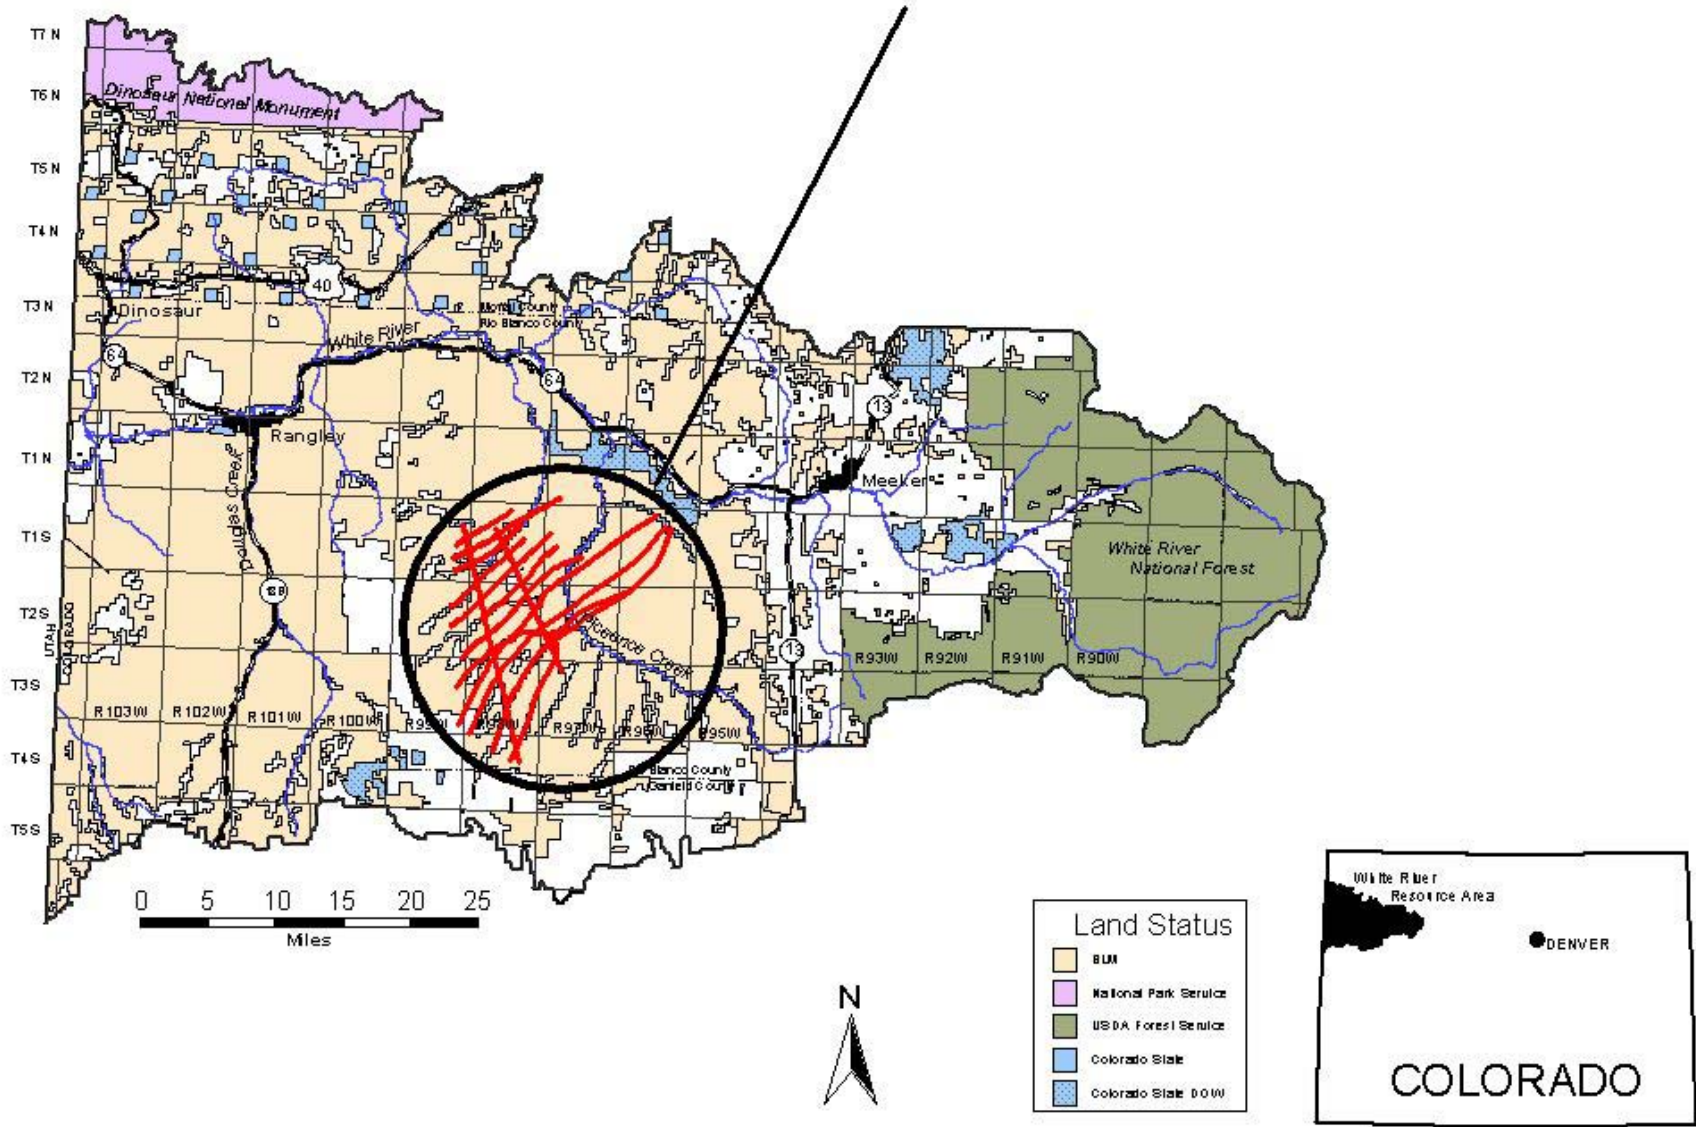 T7 N
T6 N
Dinosaur National Monument
T5 N
T4 N
40
T3 N
Dinosaur
Moffat County
Rio Blanco County
White River
64
T2 N
64
13
Rangley
T1 N
Meeker
Douglas Creek
T1 S
White River
National Forest
139
T2 S
UTAH
COLORADO
Piceance Creek
13
R93W R92W R91W R90W
T3 S
R103W R102W R101W R100W R99W R98W R97W R96W R95W
T4 S
Blanco County
Garfield County
T5 S
0 5 10 15 20 25
Miles
N
Land Status
BLM
National Park Service
USDA Forest Service
Colorado State
Colorado State DOW
White River
Resource Area
DENVER
COLORADO